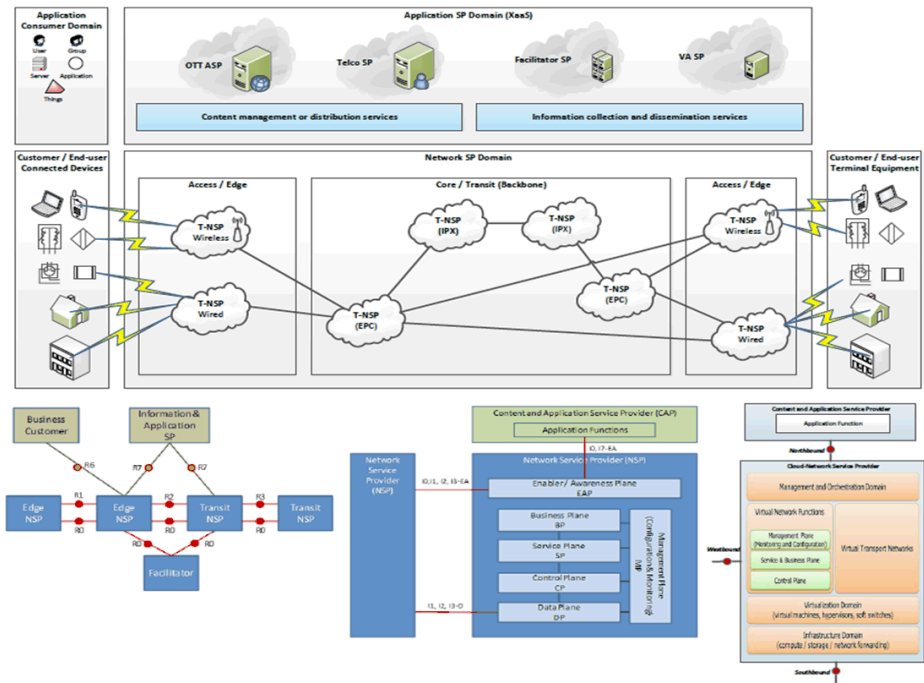 Application
Consumer Domain
User
Group
Server
Application
Things
Application SP Domain (XaaS)
OTT ASP
Telco SP
Facilitator SP
VA SP
Content management or distribution services
Information collection and dissemination services
Customer / End-user
Connected Devices
Network SP Domain
Access / Edge
Core / Transit (Backbone)
Access / Edge
Customer / End-user
Terminal Equipment
T-NSP
Wireless
T-NSP
(IPX)
T-NSP
(IPX)
T-NSP
Wireless
T-NSP
Wired
T-NSP
(EPC)
T-NSP
(EPC)
T-NSP
Wired
Business
Customer
Information &
Application
SP
R6
R7
R7
R1
R2
R3
Edge
NSP
Edge
NSP
Transit
NSP
Transit
NSP
R0
R0
R0
R0
R0
Facilitator
Content and Application Service Provider (CAP)
Application Functions
I0, I7-EA
Network
Service
Provider
(NSP)
Network Service Provider (NSP)
I0,I1, I2, I3-EA
Enabler / Awareness Plane
EAP
Business Plane
BP
Service Plane
SP
Control Plane
CP
Data Plane
DP
Management Plane
(Configuration & Monitoring)
MP
I1, I2, I3-D
Content and Application Service Provider
Application Function
Northbound
Cloud-Network Service Provider
Management and Orchestration Domain
Virtual Network Functions
Management Plane
(Monitoring and Configuration)
Service & Business Plane
Control Plane
Virtual Transport Networks
Westbound
Virtualization Domain
(virtual machines, hypervisors, soft switches)
Infrastructure Domain
(compute / storage / network forwarding)
Southbound